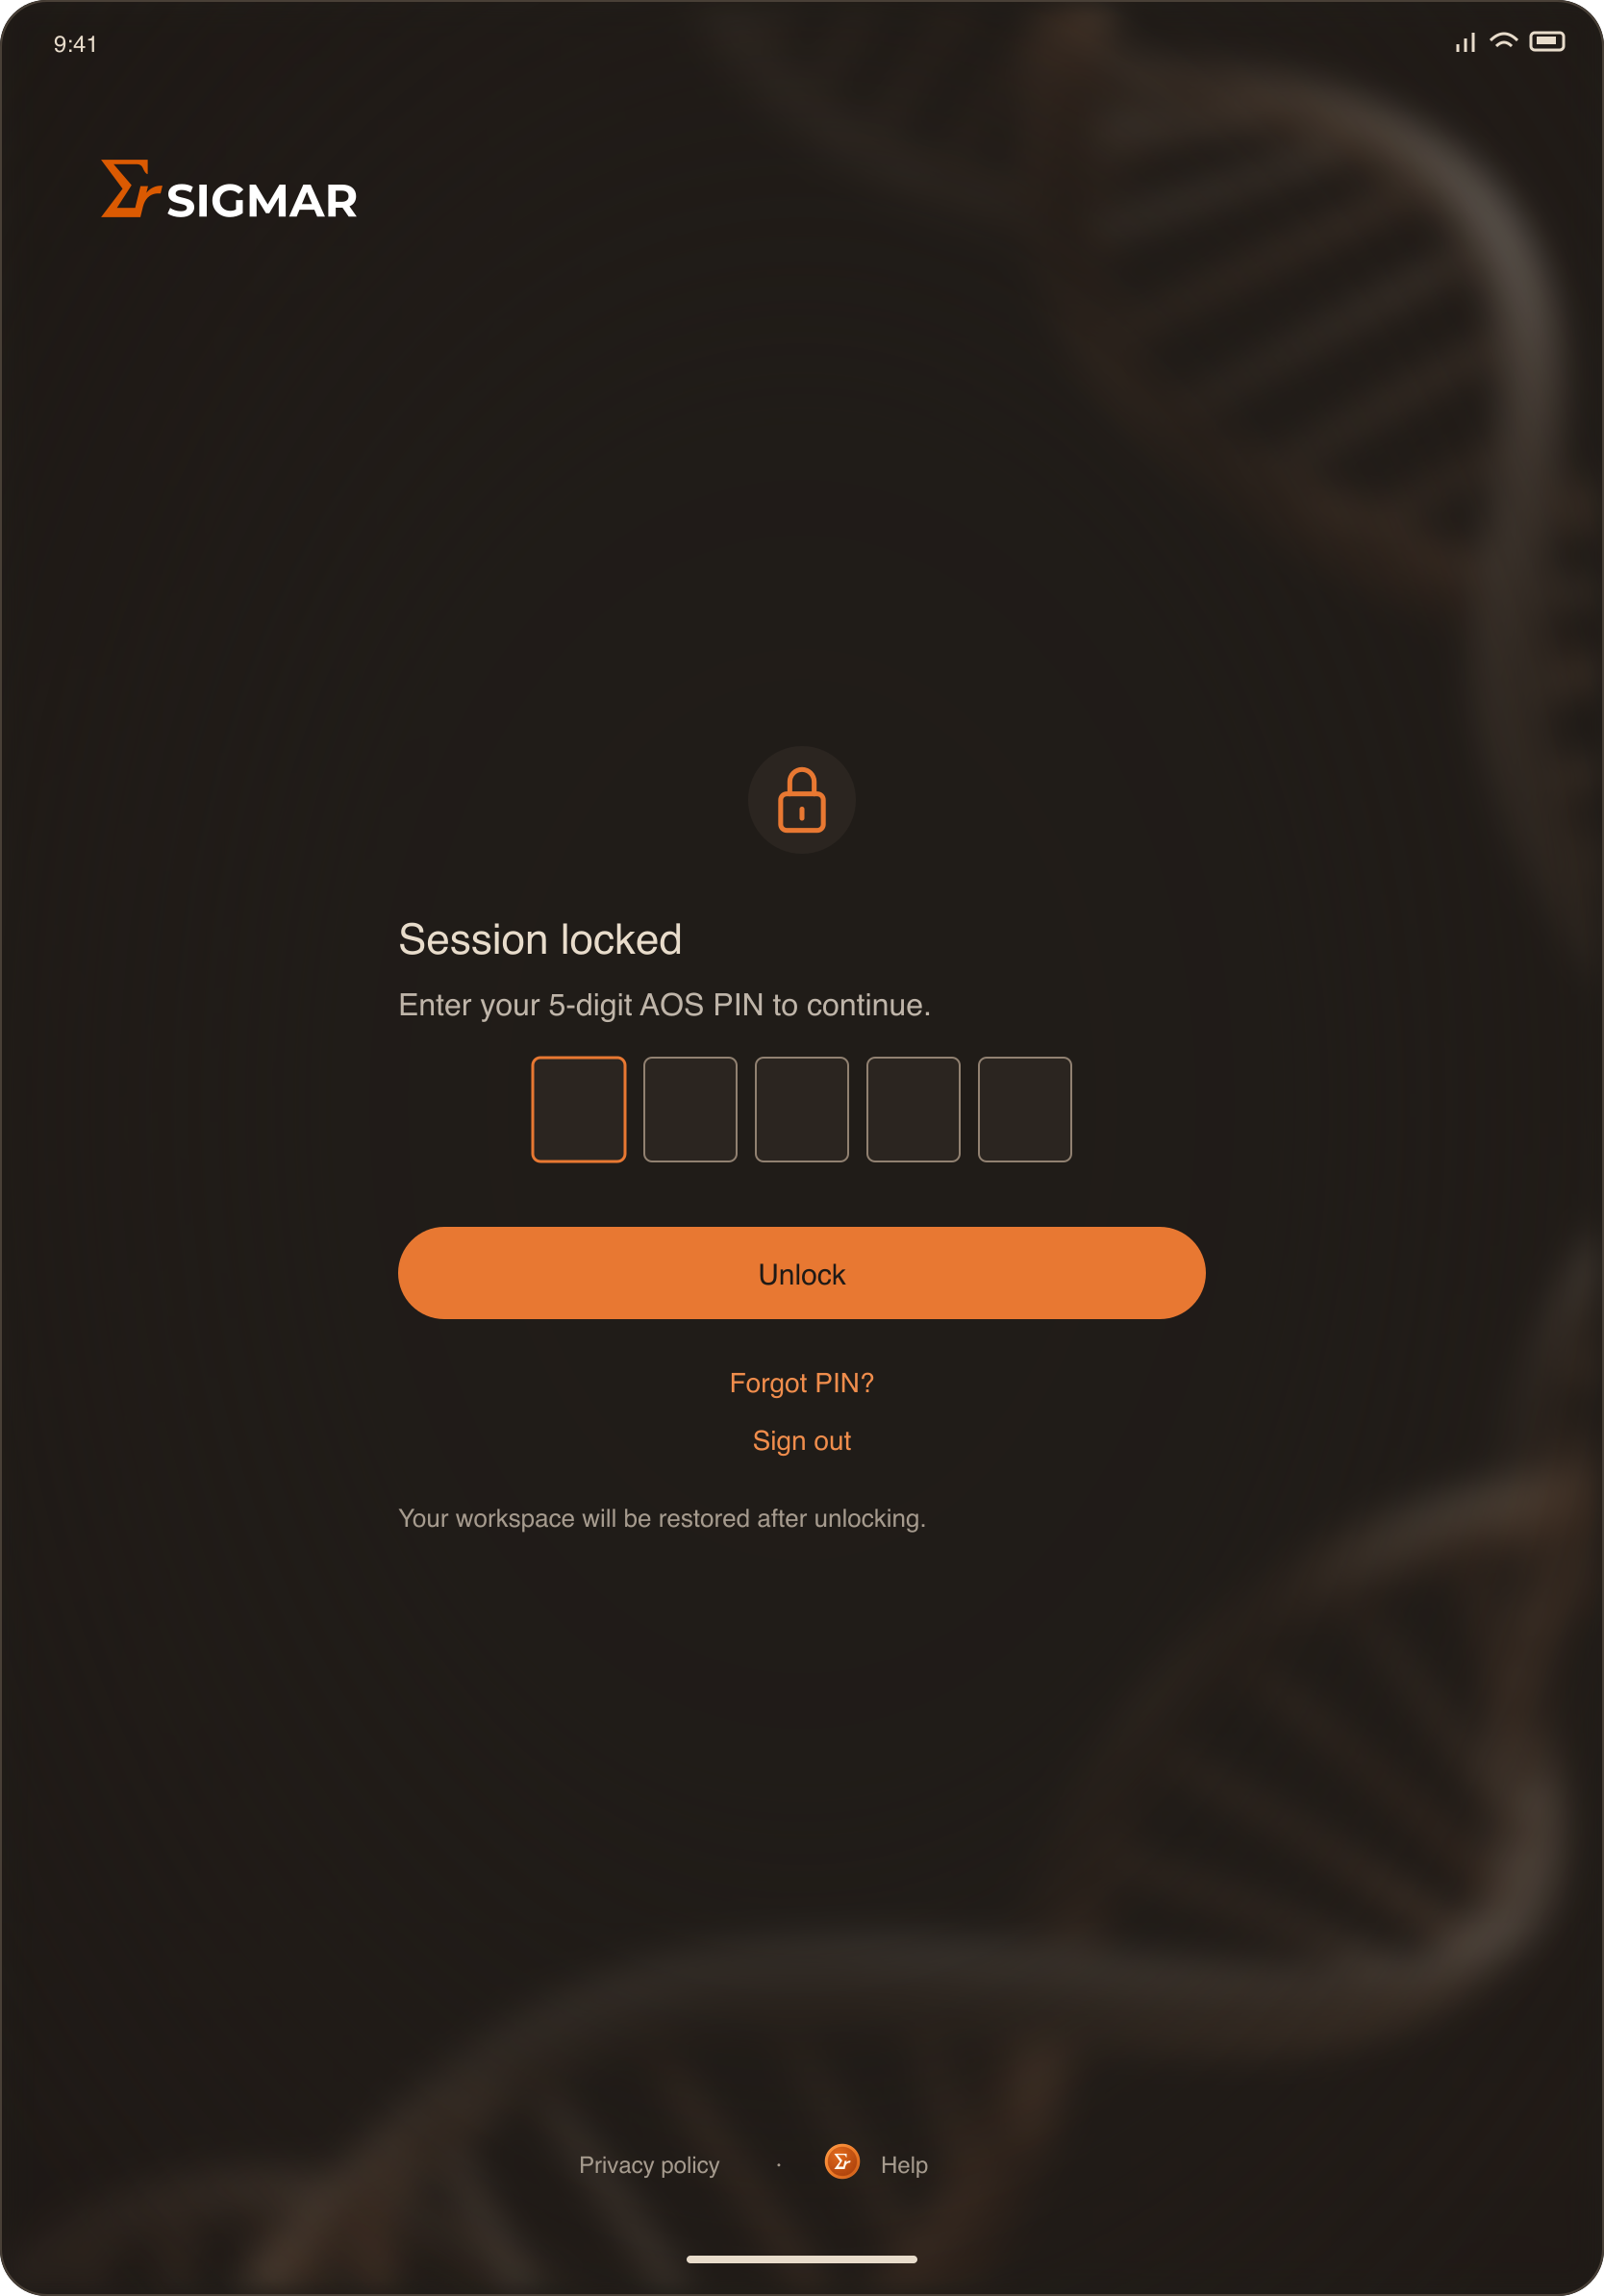 9:41
SIGMAR
Session locked
Enter your 5-digit AOS PIN to continue.
Unlock
Forgot PIN?
Sign out
Your workspace will be restored after unlocking.
Privacy policy · Σr Help